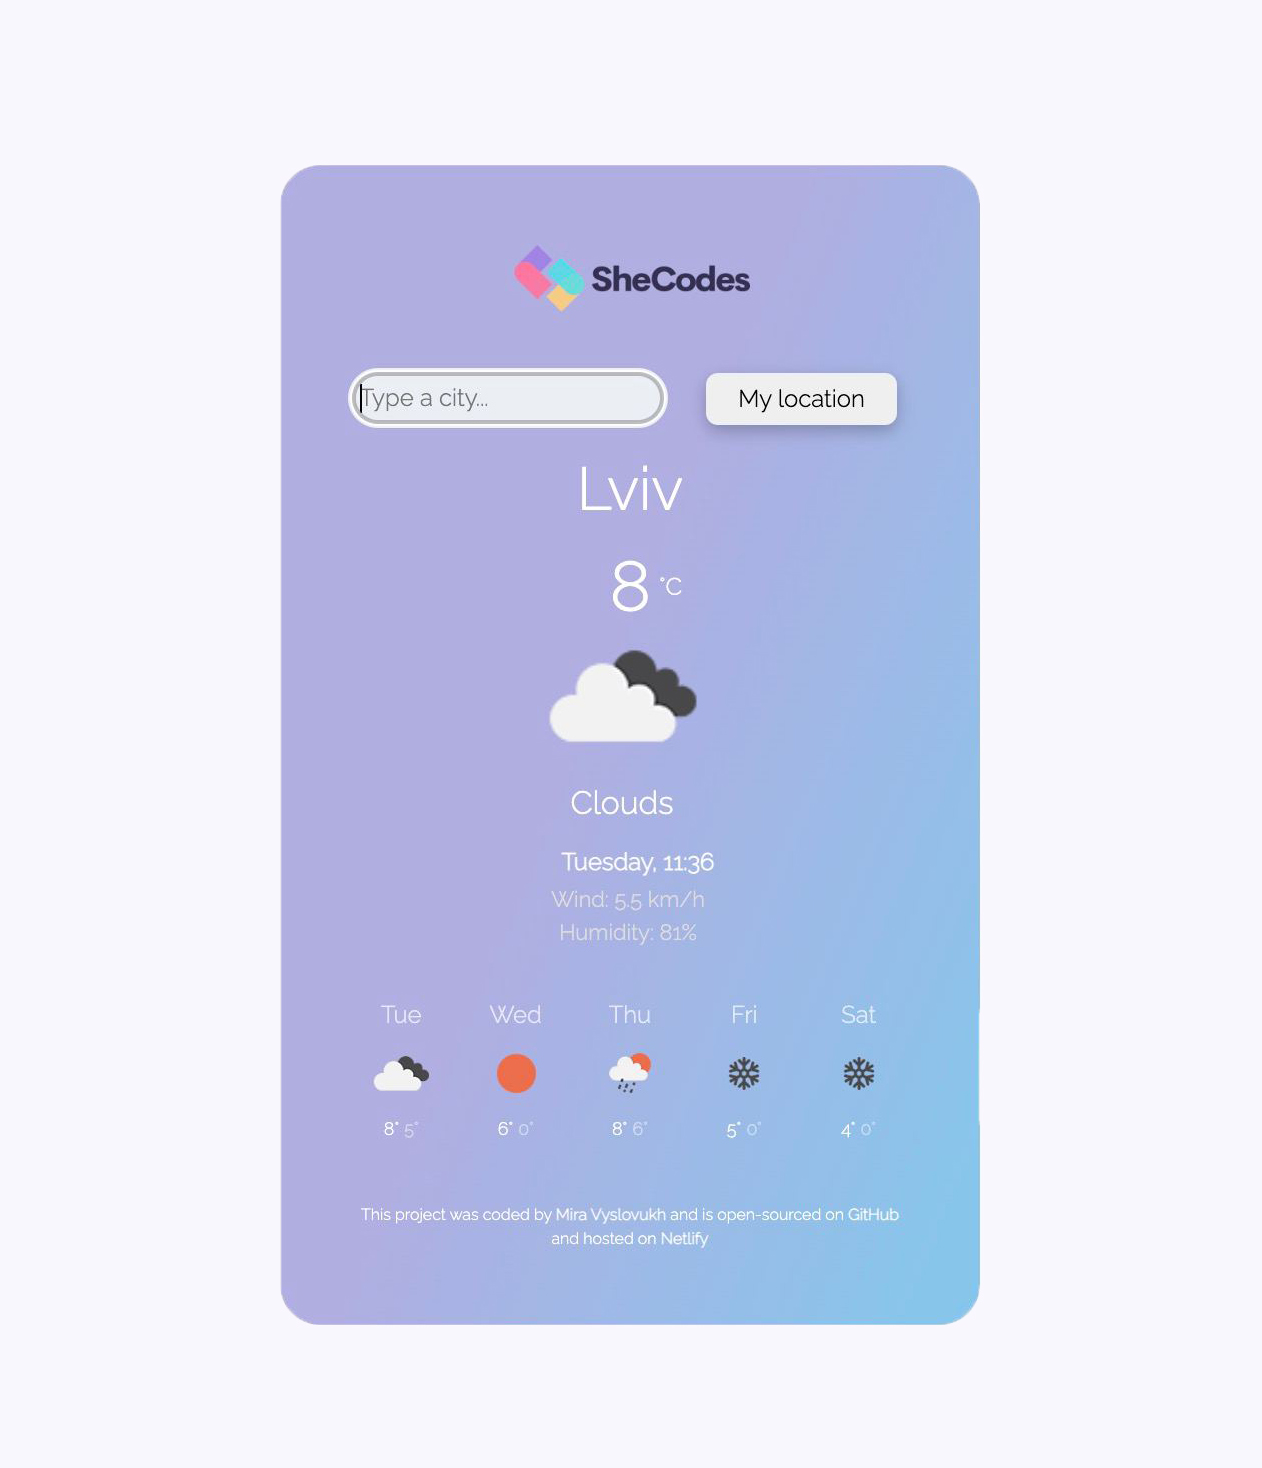 SheCodes
Type a city...
My location
Lviv
8 °C
Clouds
Tuesday, 11:36
Wind: 5.5 km/h
Humidity: 81%
Tue Wed Thu Fri Sat
8° 5° 6° 0° 8° 6° 5° 0° 4° 0°
This project was coded by Mira Vyslovukh and is open-sourced on GitHub
and hosted on Netlify